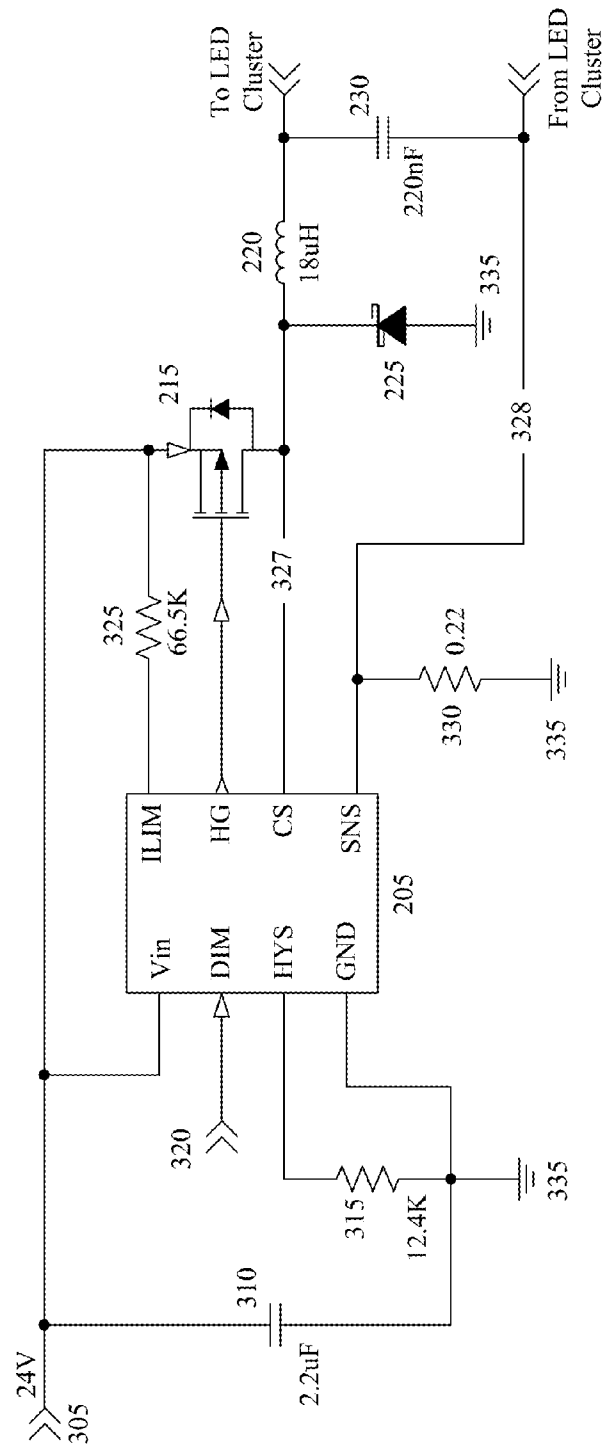 24V
305
310
2.2uF
315
12.4K
335
320
Vin
DIM
HYS
GND
ILIM
HG
CS
SNS
205
325
66.5K
327
215
330
0.22
335
328
225
335
220
18uH
230
220nF
To LED
Cluster
From LED
Cluster